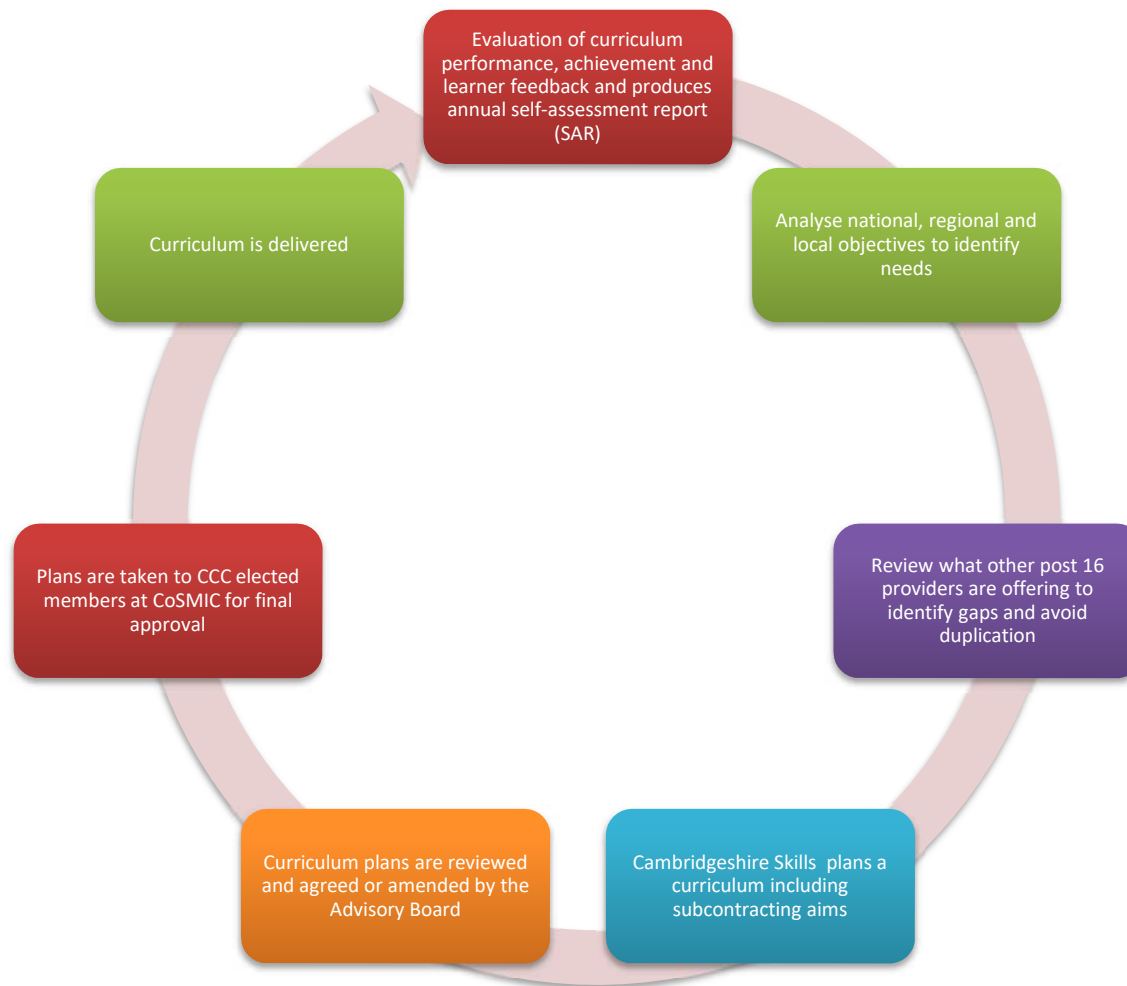 Evaluation of curriculum
performance, achievement and
learner feedback and produces
annual self-assessment report
(SAR)
Analyse national, regional and
local objectives to identify
needs
Review what other post 16
providers are offering to
identify gaps and avoid
duplication
Cambridgeshire Skills  plans a
curriculum including
subcontracting aims
Curriculum plans are reviewed
and agreed or amended by the
Advisory Board
Plans are taken to CCC elected
members at CoSMIC for final
approval
Curriculum is delivered